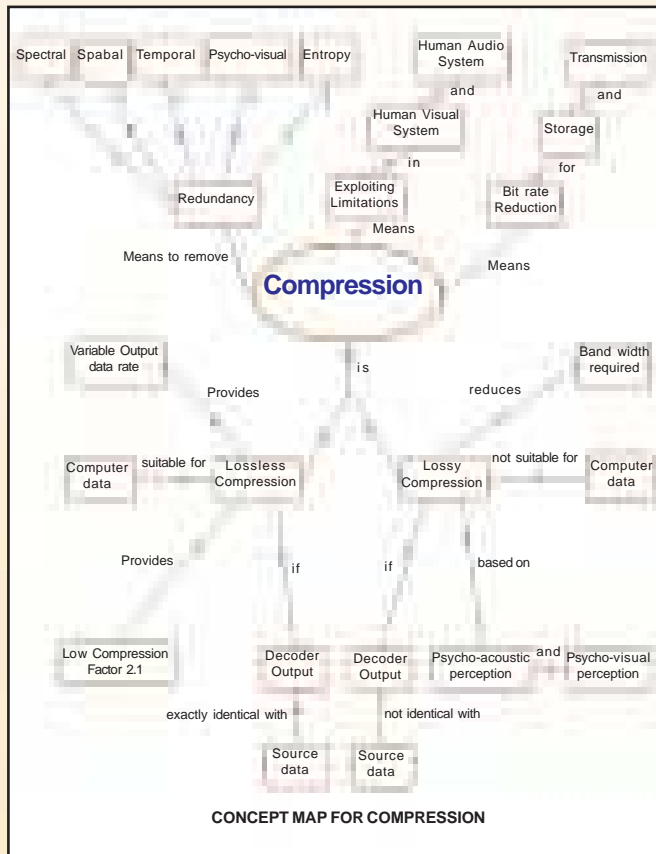 Spectral Spabal Temporal Psycho-visual Entropy
Human Audio
System
Transmission
and
and
Human Visual
System
Storage
in
for
Redundancy
Exploiting
Limitations
Bit rate
Reduction
Means to remove
Means
Means
Compression
Variable Output
data rate
is
Band width
required
Provides
reduces
Computer
data
suitable for
Lossless
Compression
Lossy
Compression
not suitable for
Computer
data
Provides
if
if
based on
Low Compression
Factor 2.1
Decoder
Output
Decoder
Output
Psycho-acoustic
perception
and
Psycho-visual
perception
exactly identical with
not identical with
Source
data
Source
data
CONCEPT MAP FOR COMPRESSION